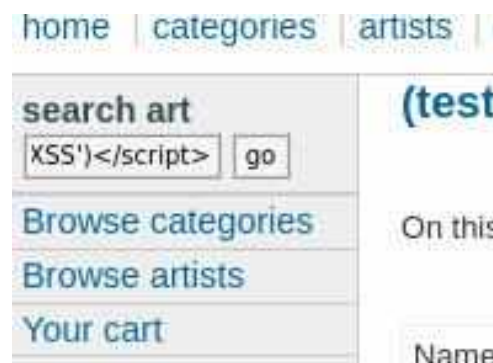 home categories artists
search art
(test
XSS')</script> go
Browse categories
On this
Browse artists
Your cart
Name